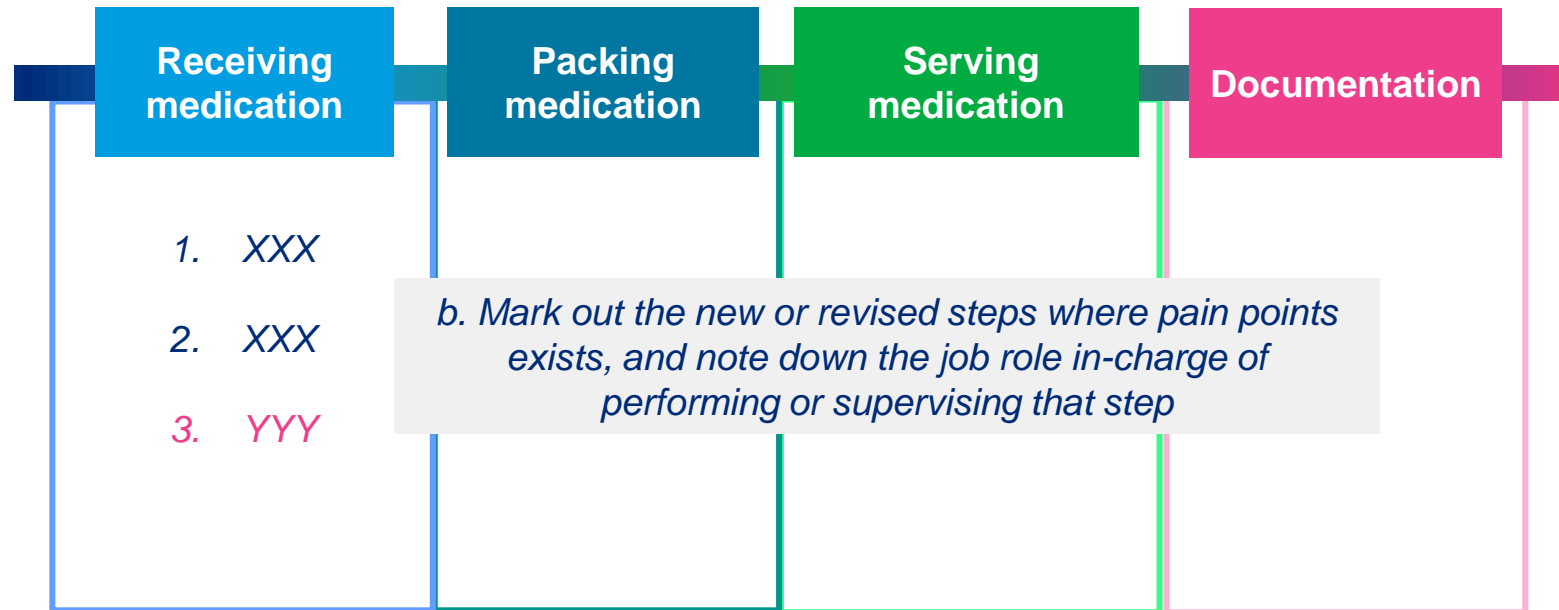 Receiving
medication
Packing
medication
Serving
medication
Documentation
1. XXX
2. XXX
3. YYY
b. Mark out the new or revised steps where pain points
exists, and note down the job role in-charge of
performing or supervising that step